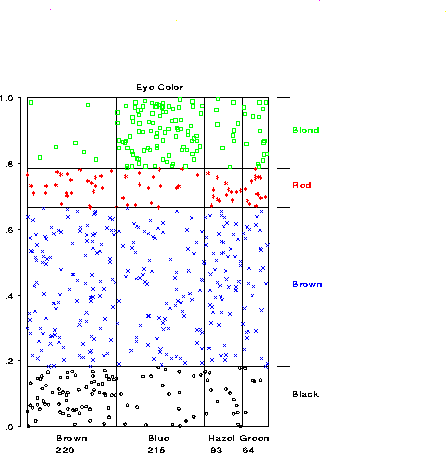 Eye Color
1.0
Blond
.8
Red
.6
Brown
.4
.2
Black
.0
Brown Blue Hazel Green
220 215 93 64